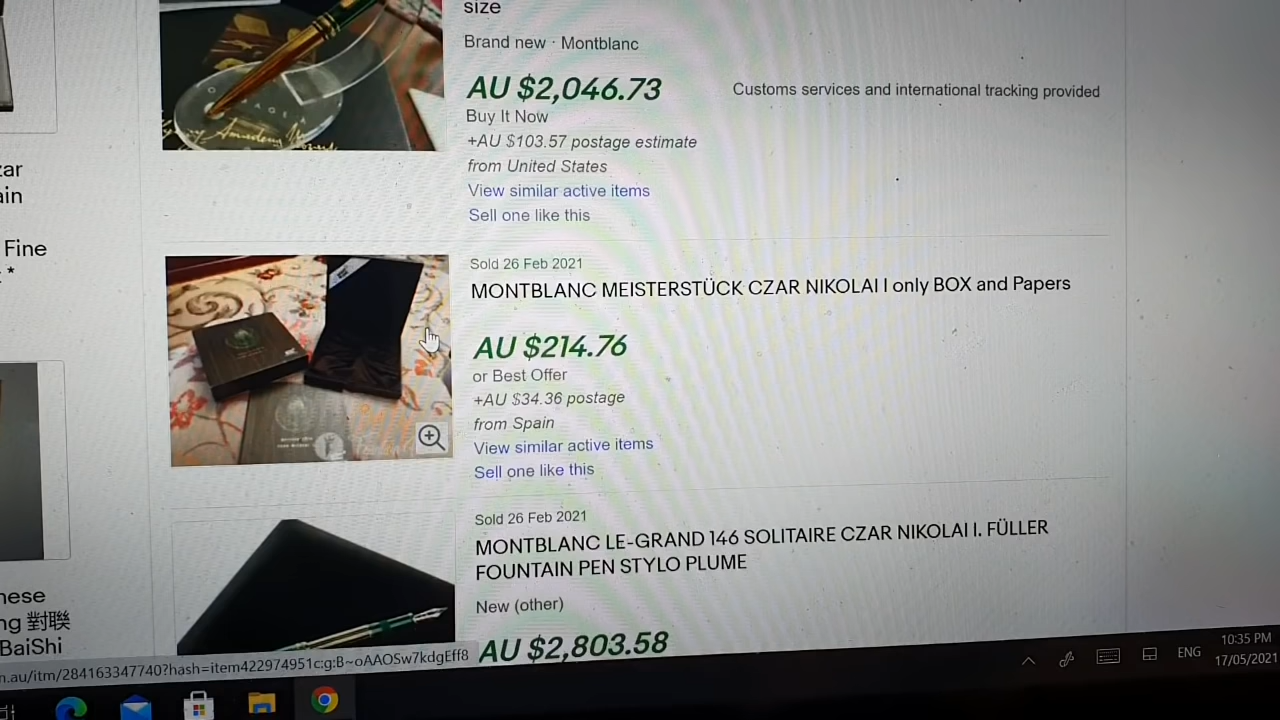 size
Brand new · Montblanc
AU $2,046.73
Customs services and international tracking provided
Buy It Now
+AU $103.57 postage estimate
from United States
View similar active items
Sell one like this
Fine
*
Sold 26 Feb 2021
MONTBLANC MEISTERSTÜCK CZAR NIKOLAI I only BOX and Papers
AU $214.76
or Best Offer
+AU $34.36 postage
from Spain
View similar active items
Sell one like this
Sold 26 Feb 2021
MONTBLANC LE-GRAND 146 SOLITAIRE CZAR NIKOLAI I. FÜLLER
FOUNTAIN PEN STYLO PLUME
New (other)
AU $2,803.58
對聯
BaiShi
n.au/itm/284163347740?hash=item422974951c:g:B~oAAOSw7kdgEff8
ENG
10:35 PM
17/05/2021